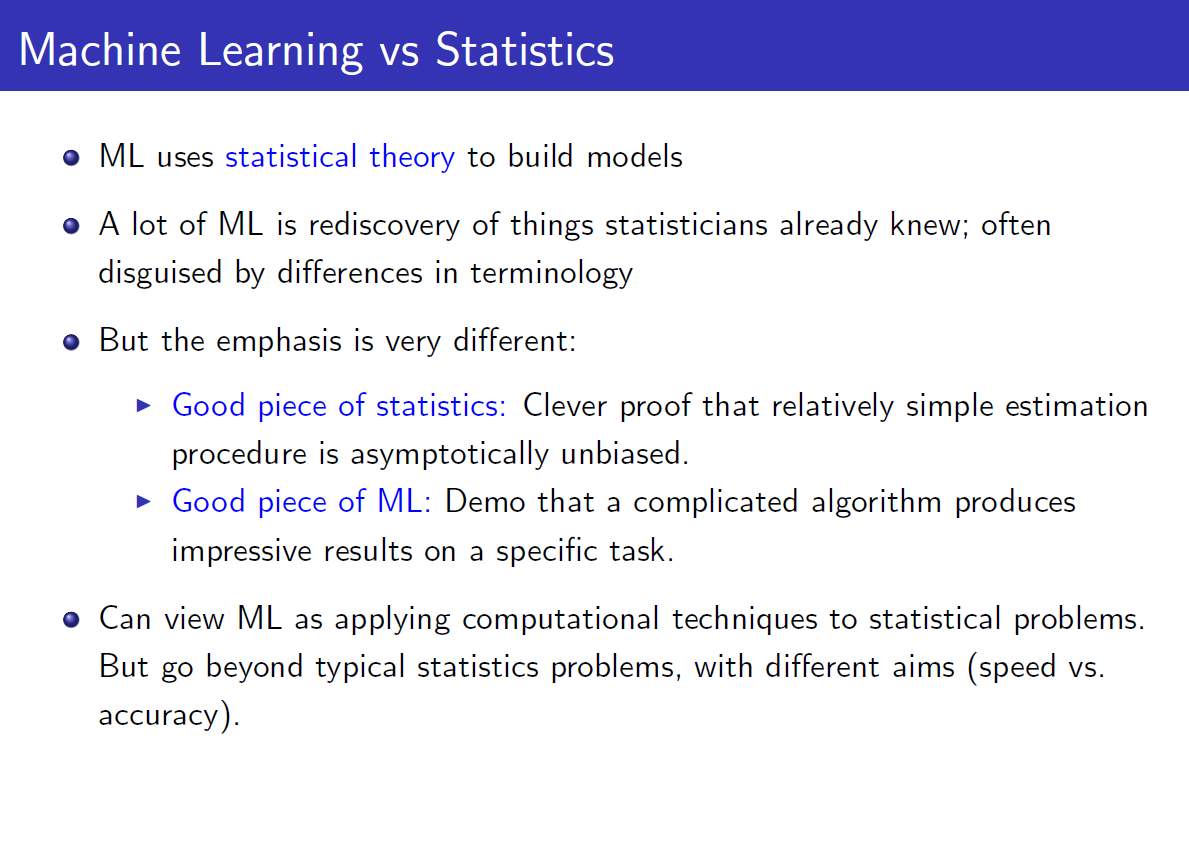 Machine Learning vs Statistics
ML uses statistical theory to build models
A lot of ML is rediscovery of things statisticians already knew; often
disguised by differences in terminology
But the emphasis is very different:
Good piece of statistics: Clever proof that relatively simple estimation
procedure is asymptotically unbiased.
Good piece of ML: Demo that a complicated algorithm produces
impressive results on a specific task.
Can view ML as applying computational techniques to statistical problems.
But go beyond typical statistics problems, with different aims (speed vs.
accuracy).